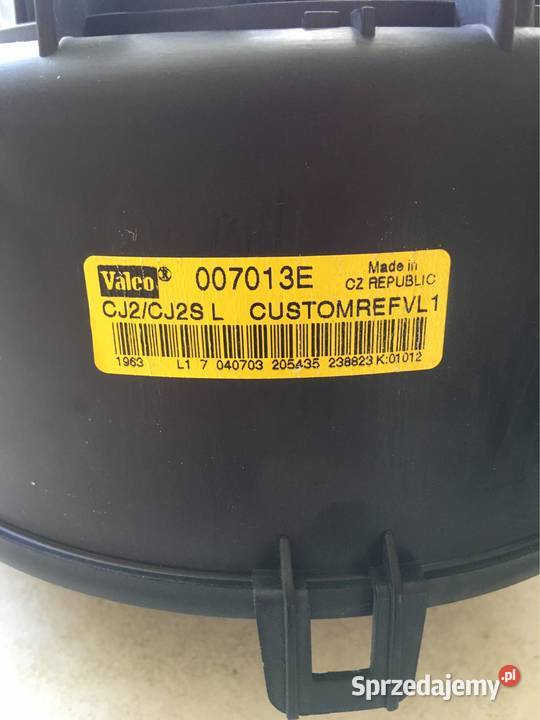 Valeo® 007013E Made in
CZ REPUBLIC
CJ2/CJ2S L CUSTOMREFVL1
1963 L1 7 040703 205435 238823 K:01012
Sprzedajemy.pl